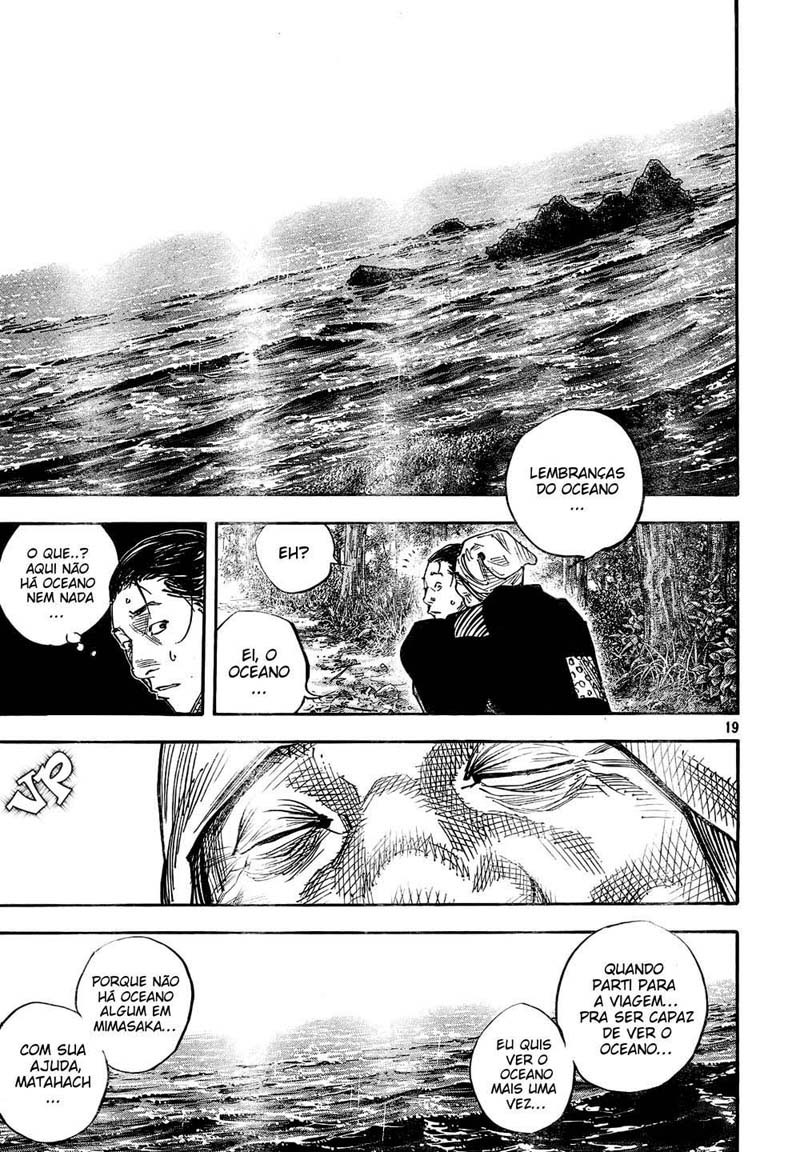 LEMBRANÇAS
DO OCEANO
...
EH?
EI, O
OCEANO
...
O QUE..?
AQUI NÃO
HÁ OCEANO
NEM NADA
...
19
VP
QUANDO
PARTI PARA
A VIAGEM...
PRA SER CAPAZ
DE VER O
OCEANO...
EU QUIS
VER O
OCEANO
MAIS UMA
VEZ...
PORQUE NÃO
HÁ OCEANO
ALGUM EM
MIMASAKA...
COM SUA
AJUDA,
MATAHACH
...